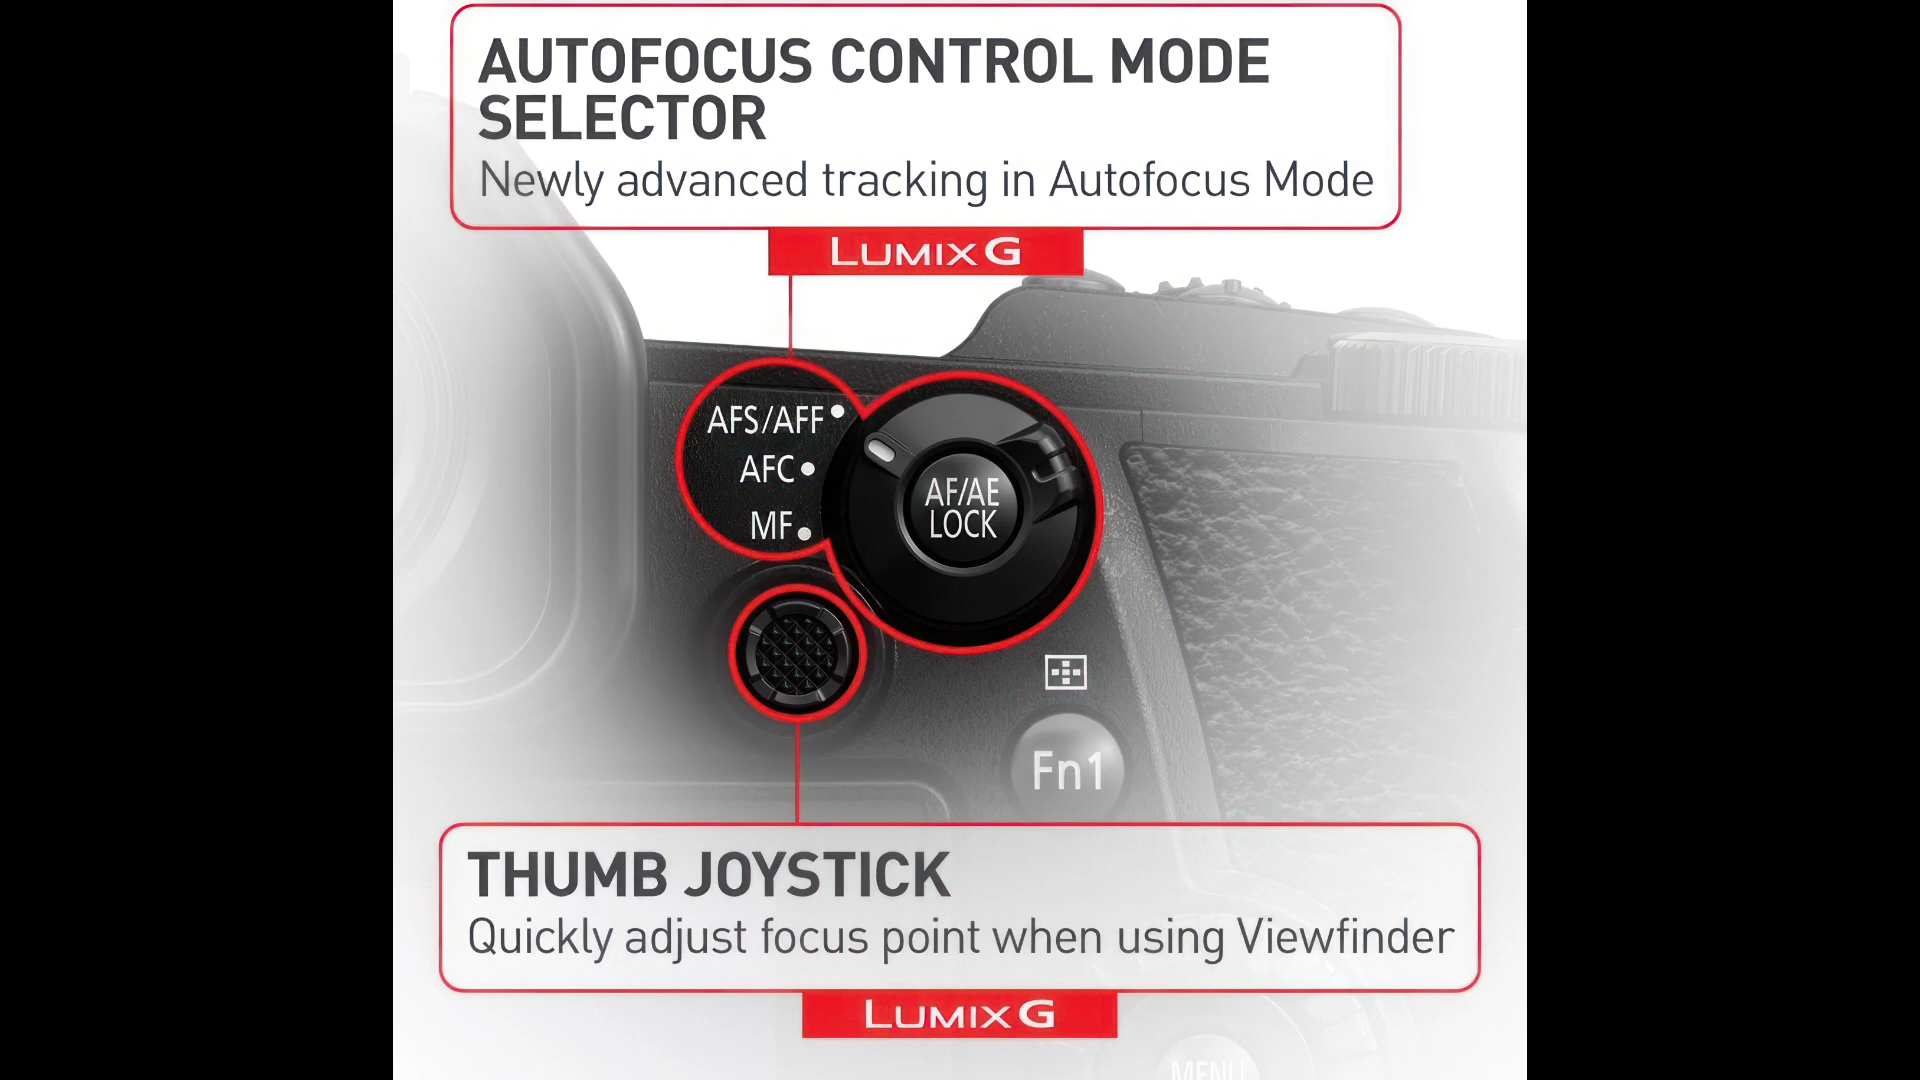 AUTOFOCUS CONTROL MODE
SELECTOR
Newly advanced tracking in Autofocus Mode
LUMIX G
AFS/AFF
AFC
MF
AF/AE
LOCK
Fn1
THUMB JOYSTICK
Quickly adjust focus point when using Viewfinder
LUMIX G
MENU